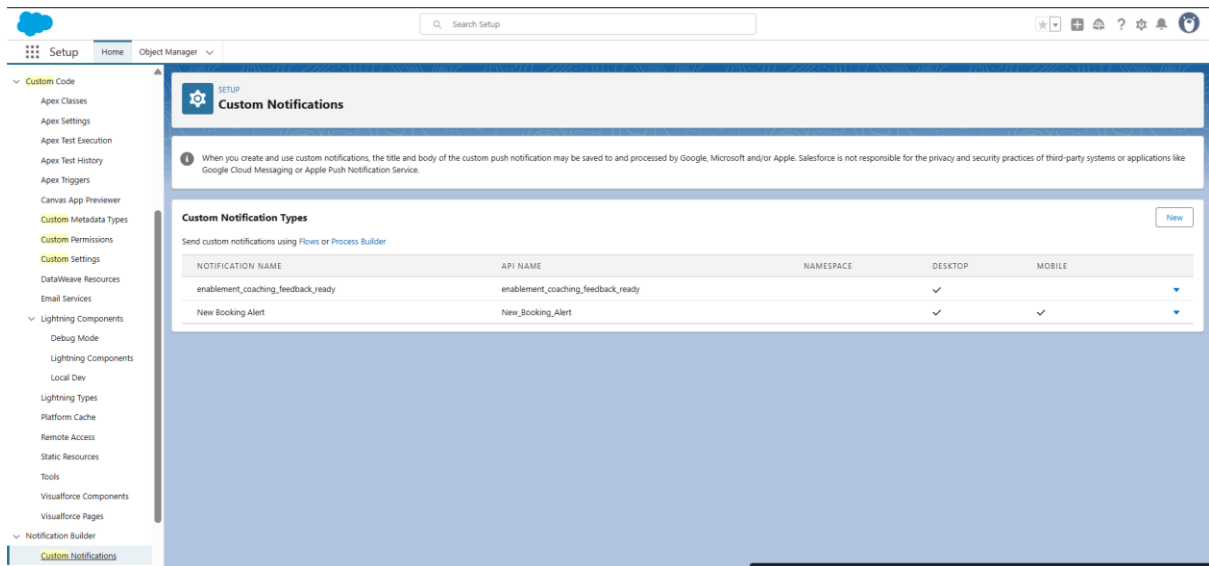 Search Setup
Setup
Home
Object Manager
Custom Code
Apex Classes
Apex Settings
Apex Test Execution
Apex Test History
Apex Triggers
Canvas App Previewer
Custom Metadata Types
Custom Permissions
Custom Settings
DataWeave Resources
Email Services
Lightning Components
Debug Mode
Lightning Components
Local Dev
Lightning Types
Platform Cache
Remote Access
Static Resources
Tools
Visualforce Components
Visualforce Pages
Notification Builder
Custom Notifications
SETUP
Custom Notifications
When you create and use custom notifications, the title and body of the custom push notification may be saved to and processed by Google, Microsoft and/or Apple. Salesforce is not responsible for the privacy and security practices of third-party systems or applications like
Google Cloud Messaging or Apple Push Notification Service.
Custom Notification Types
New
Send custom notifications using Flows or Process Builder
NOTIFICATION NAME API NAME NAMESPACE DESKTOP MOBILE
enablement_coaching_feedback_ready enablement_coaching_feedback_ready
New Booking Alert New_Booking_Alert